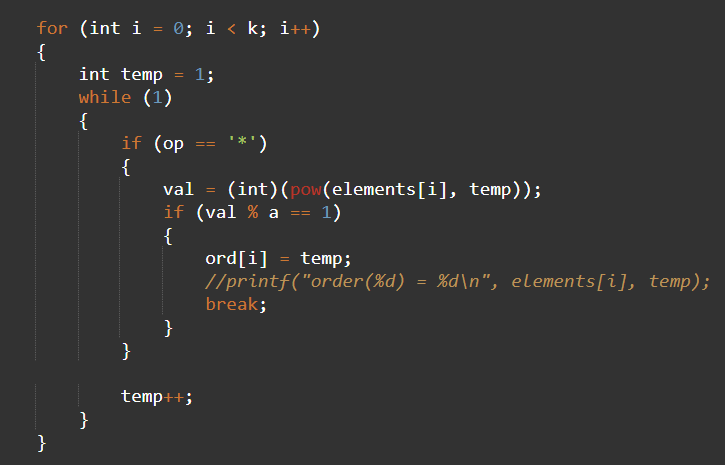 for (int i = 0; i < k; i++)
{
    int temp = 1;
    while (1)
    {
        if (op == '*')
        {
            val = (int)(pow(elements[i], temp));
            if (val % a == 1)
            {
                ord[i] = temp;
                //printf("order(%d) = %d\n", elements[i], temp);
                break;
            }
        }

        temp++;
    }
}